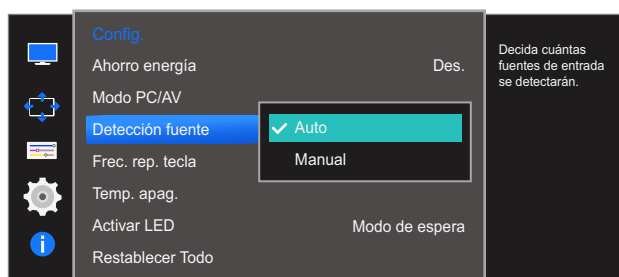 Config.
Ahorro energía Des.
Modo PC/AV
Detección fuente Auto
Frec. rep. tecla Manual
Temp. apag.
Activar LED Modo de espera
Restablecer Todo
Decida cuántas
fuentes de entrada
se detectarán.